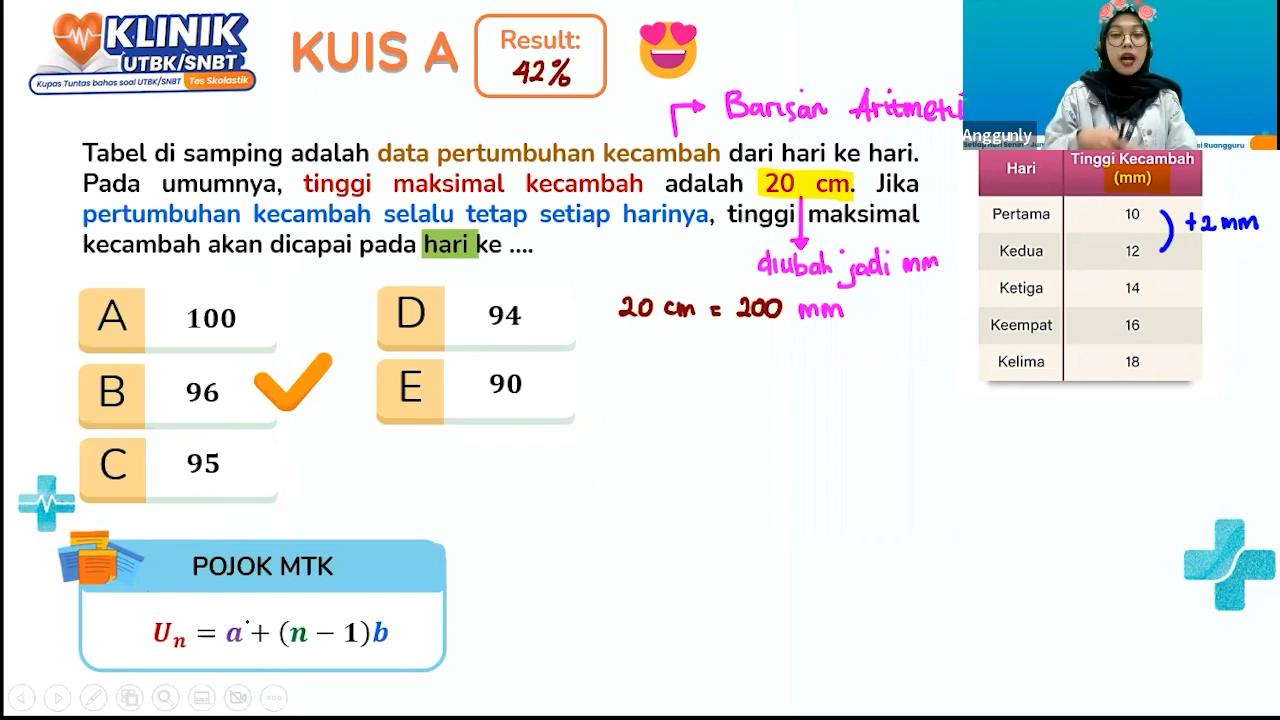 KLINIK
UTBK/SNBT
Kupas Tuntas bahas soal UTBK/SNBT Tes Skolastik
KUIS A
Result:
42%
Barisan
Anggunly
Tabel di samping adalah data pertumbuhan kecambah dari hari ke hari.
Pada umumnya, tinggi maksimal kecambah adalah 20 cm. Jika
pertumbuhan kecambah selalu tetap setiap harinya, tinggi maksimal
kecambah akan dicapai pada hari ke ....
diubah jadi mm
20 cm = 200 mm
Hari Tinggi Kecambah (mm)
Pertama 10
Kedua 12
Ketiga 14
Keempat 16
Kelima 18
+2 mm
A 100
B 96
C 95
D 94
E 90
POJOK MTK
Un = a + (n − 1)b